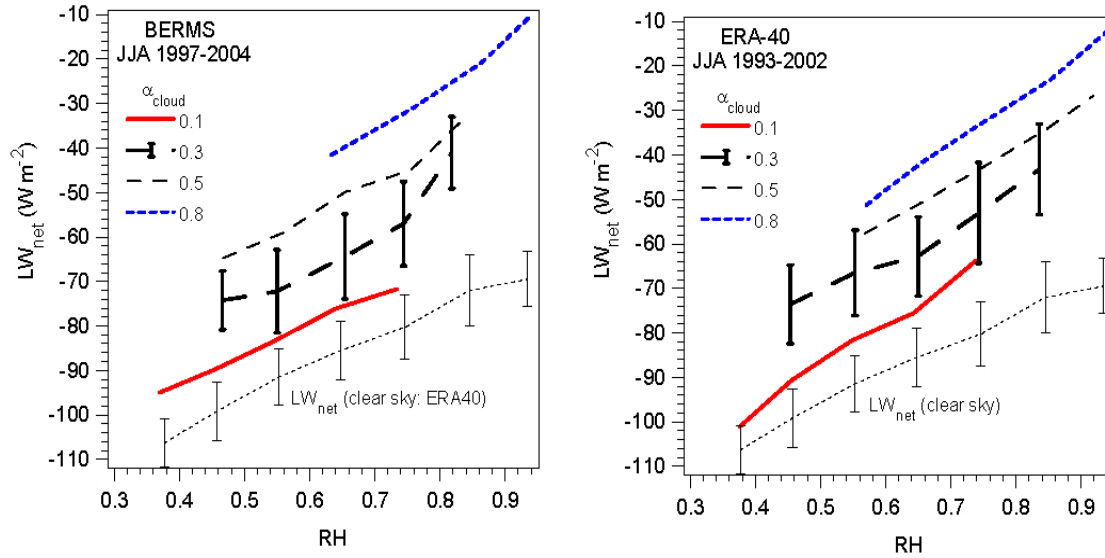 BERMS
JJA 1997-2004
α_cloud
0.1
0.3
0.5
0.8
LW_net (clear sky: ERA40)
LW_net (W m⁻²)
-10
-20
-30
-40
-50
-60
-70
-80
-90
-100
-110
0.3 0.4 0.5 0.6 0.7 0.8 0.9
RH
ERA-40
JJA 1993-2002
α_cloud
0.1
0.3
0.5
0.8
LW_net (clear sky)
LW_net (W m⁻²)
-10
-20
-30
-40
-50
-60
-70
-80
-90
-100
-110
0.3 0.4 0.5 0.6 0.7 0.8 0.9
RH